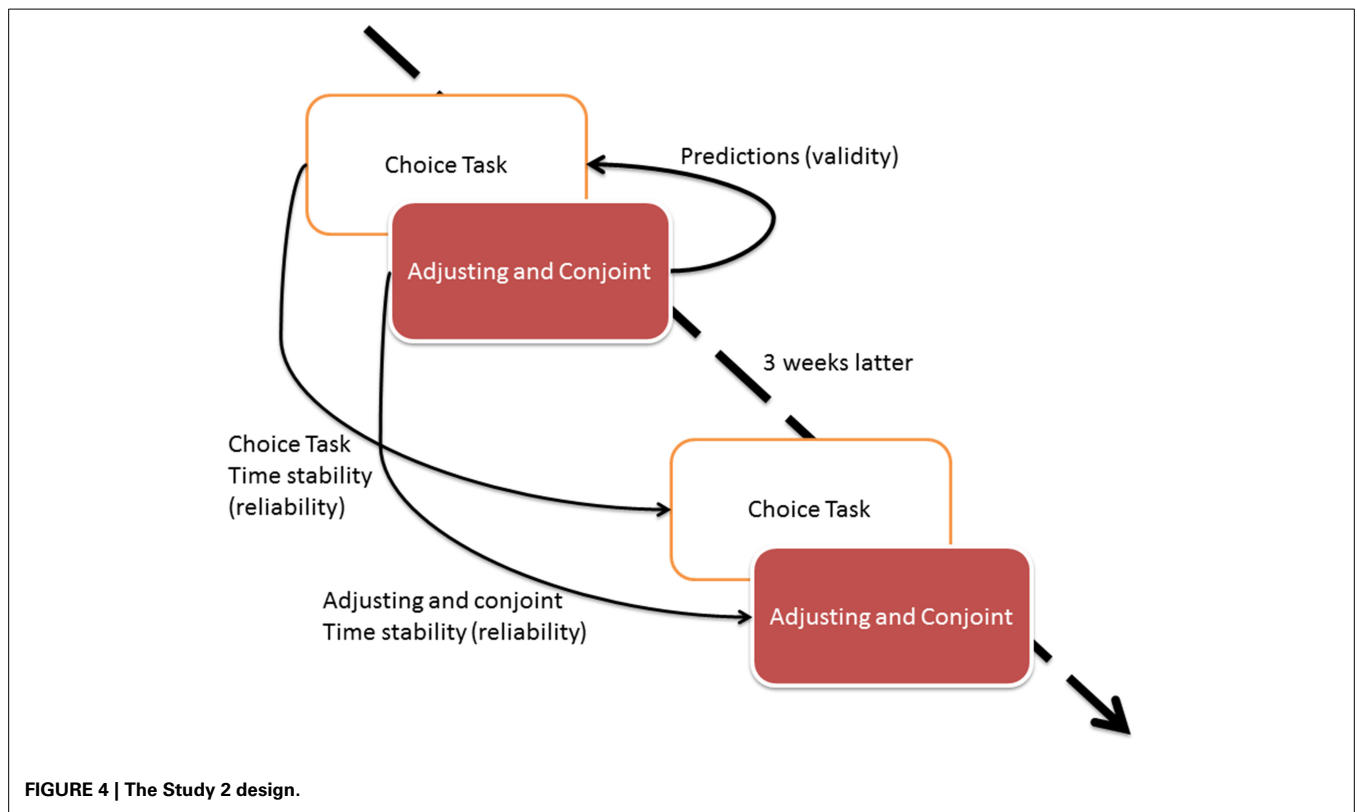 Choice Task
Predictions (validity)
Adjusting and Conjoint
3 weeks latter
Choice Task
Time stability
(reliability)
Choice Task
Adjusting and conjoint
Time stability (reliability)
Adjusting and Conjoint
FIGURE 4 | The Study 2 design.